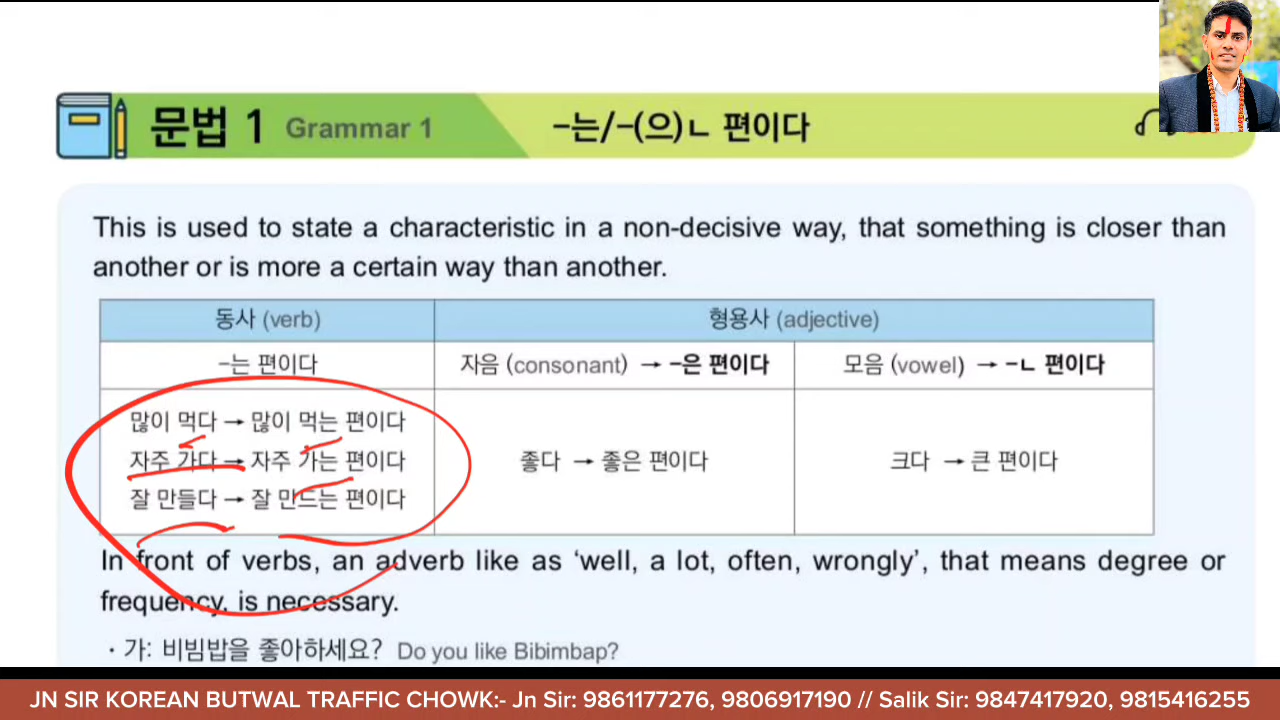 문법 1 Grammar 1 -는/-(으)ㄴ 편이다
This is used to state a characteristic in a non-decisive way, that something is closer than
another or is more a certain way than another.
동사 (verb) 형용사 (adjective)
-는 편이다 자음 (consonant) → -은 편이다 모음 (vowel) → -ㄴ 편이다
많이 먹다 → 많이 먹는 편이다
자주 가다 → 자주 가는 편이다 좋다 → 좋은 편이다 크다 → 큰 편이다
잘 만들다 → 잘 만드는 편이다
In front of verbs, an adverb like as ‘well, a lot, often, wrongly’, that means degree or
frequency, is necessary.
· 가: 비빔밥을 좋아하세요? Do you like Bibimbap?
JN SIR KOREAN BUTWAL TRAFFIC CHOWK:- Jn Sir: 9861177276, 9806917190 // Salik Sir: 9847417920, 9815416255